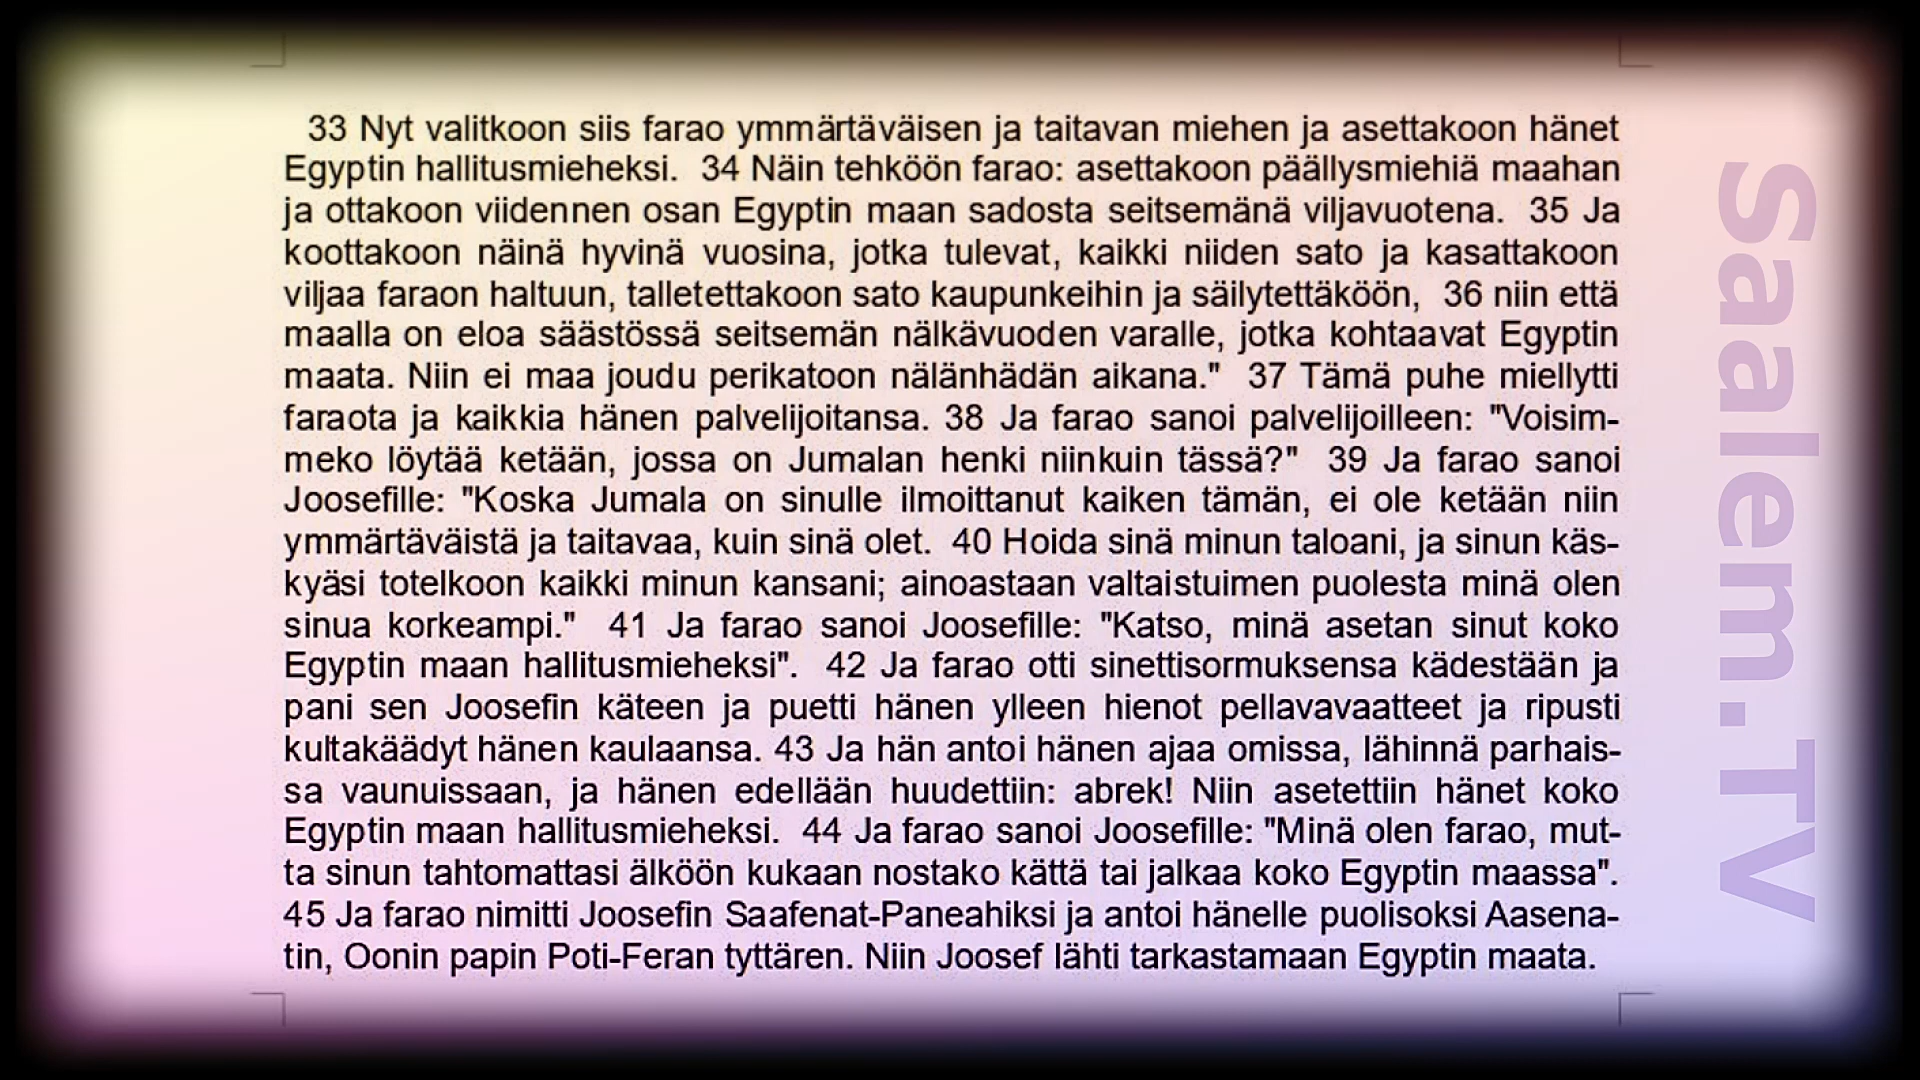 33 Nyt valitkoon siis farao ymmärtäväisen ja taitavan miehen ja asettakoon hänet
Egyptin hallitusmieheksi. 34 Näin tehköön farao: asettakoon päällysmiehiä maahan
ja ottakoon viidennen osan Egyptin maan sadosta seitsemänä viljavuotena. 35 Ja
koottakoon näinä hyvinä vuosina, jotka tulevat, kaikki niiden sato ja kasattakoon
viljaa faraon haltuun, talletettakoon sato kaupunkeihin ja säilytettäköön, 36 niin että
maalla on eloa säästössä seitsemän nälkävuoden varalle, jotka kohtaavat Egyptin
maata. Niin ei maa joudu perikatoon nälänhädän aikana." 37 Tämä puhe miellytti
faraota ja kaikkia hänen palvelijoitansa. 38 Ja farao sanoi palvelijoilleen: "Voisim-
meko löytää ketään, jossa on Jumalan henki niinkuin tässä?" 39 Ja farao sanoi
Joosefille: "Koska Jumala on sinulle ilmoittanut kaiken tämän, ei ole ketään niin
ymmärtäväistä ja taitavaa, kuin sinä olet. 40 Hoida sinä minun taloani, ja sinun käs-
kyäsi totelkoon kaikki minun kansani; ainoastaan valtaistuimen puolesta minä olen
sinua korkeampi." 41 Ja farao sanoi Joosefille: "Katso, minä asetan sinut koko
Egyptin maan hallitusmieheksi". 42 Ja farao otti sinettisormuksensa kädestään ja
pani sen Joosefin käteen ja puetti hänen ylleen hienot pellavavaatteet ja ripusti
kultakäädyt hänen kaulaansa. 43 Ja hän antoi hänen ajaa omissa, lähinnä parhais-
sa vaunuissaan, ja hänen edellään huudettiin: abrek! Niin asetettiin hänet koko
Egyptin maan hallitusmieheksi. 44 Ja farao sanoi Joosefille: "Minä olen farao, mut-
ta sinun tahtomattasi älköön kukaan nostako kättä tai jalkaa koko Egyptin maassa".
45 Ja farao nimitti Joosefin Saafenat-Paneahiksi ja antoi hänelle puolisoksi Aasena-
tin, Oonin papin Poti-Feran tyttären. Niin Joosef lähti tarkastamaan Egyptin maata.
Saalem.TV